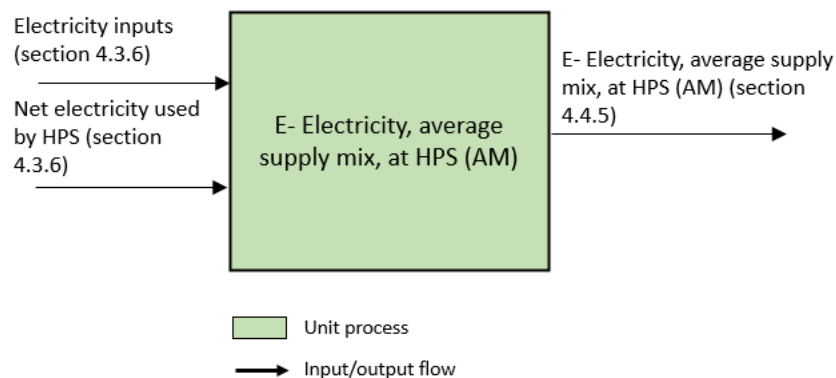 Electricity inputs
(section 4.3.6)
Net electricity used
by HPS (section
4.3.6)
E- Electricity, average
supply mix, at HPS (AM)
E- Electricity, average supply
mix, at HPS (AM) (section
4.4.5)
Unit process
Input/output flow